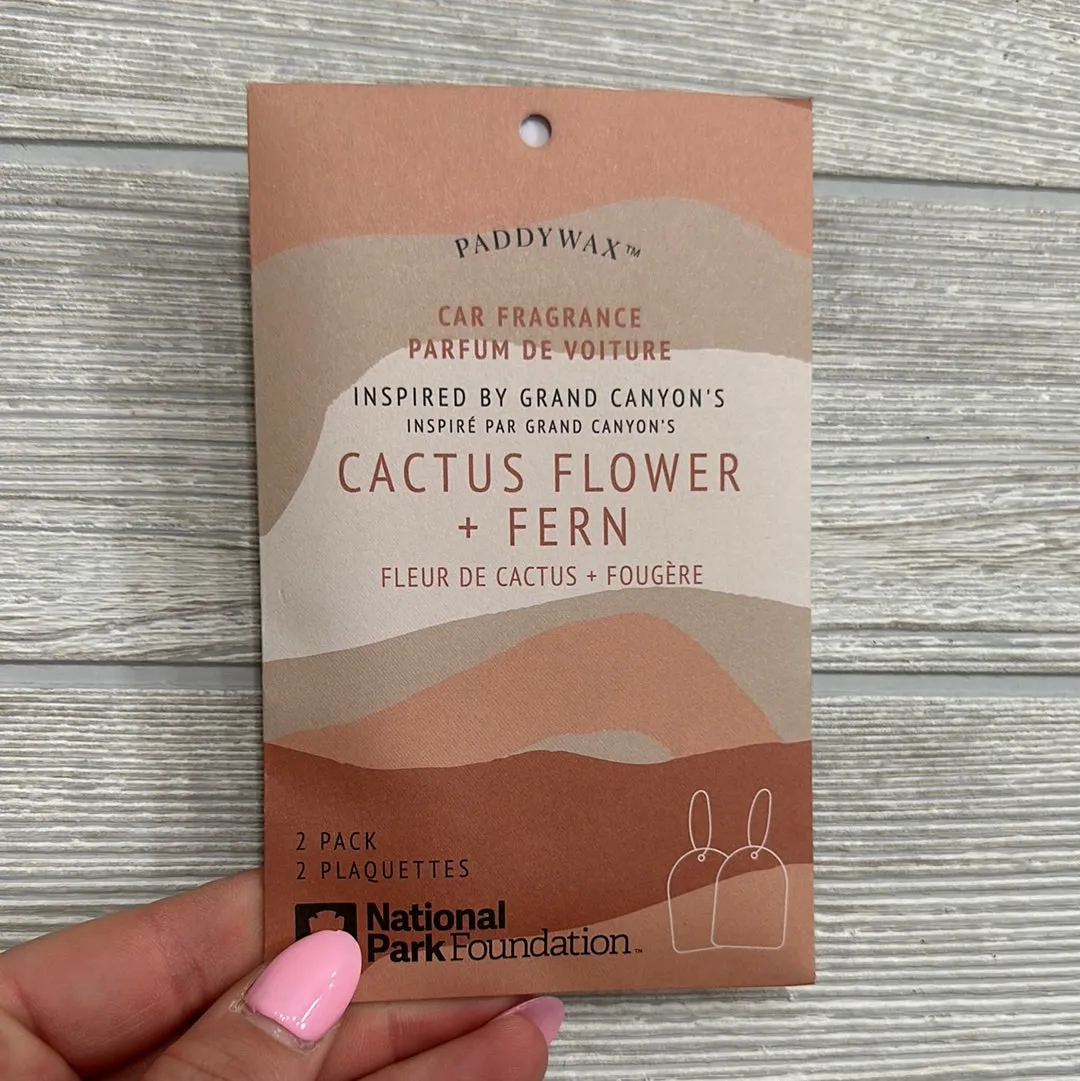 PADDYWAX™
CAR FRAGRANCE
PARFUM DE VOITURE
INSPIRED BY GRAND CANYON'S
INSPIRÉ PAR GRAND CANYON'S
CACTUS FLOWER
+ FERN
FLEUR DE CACTUS + FOUGÈRE
2 PACK
2 PLAQUETTES
National
Park Foundation™